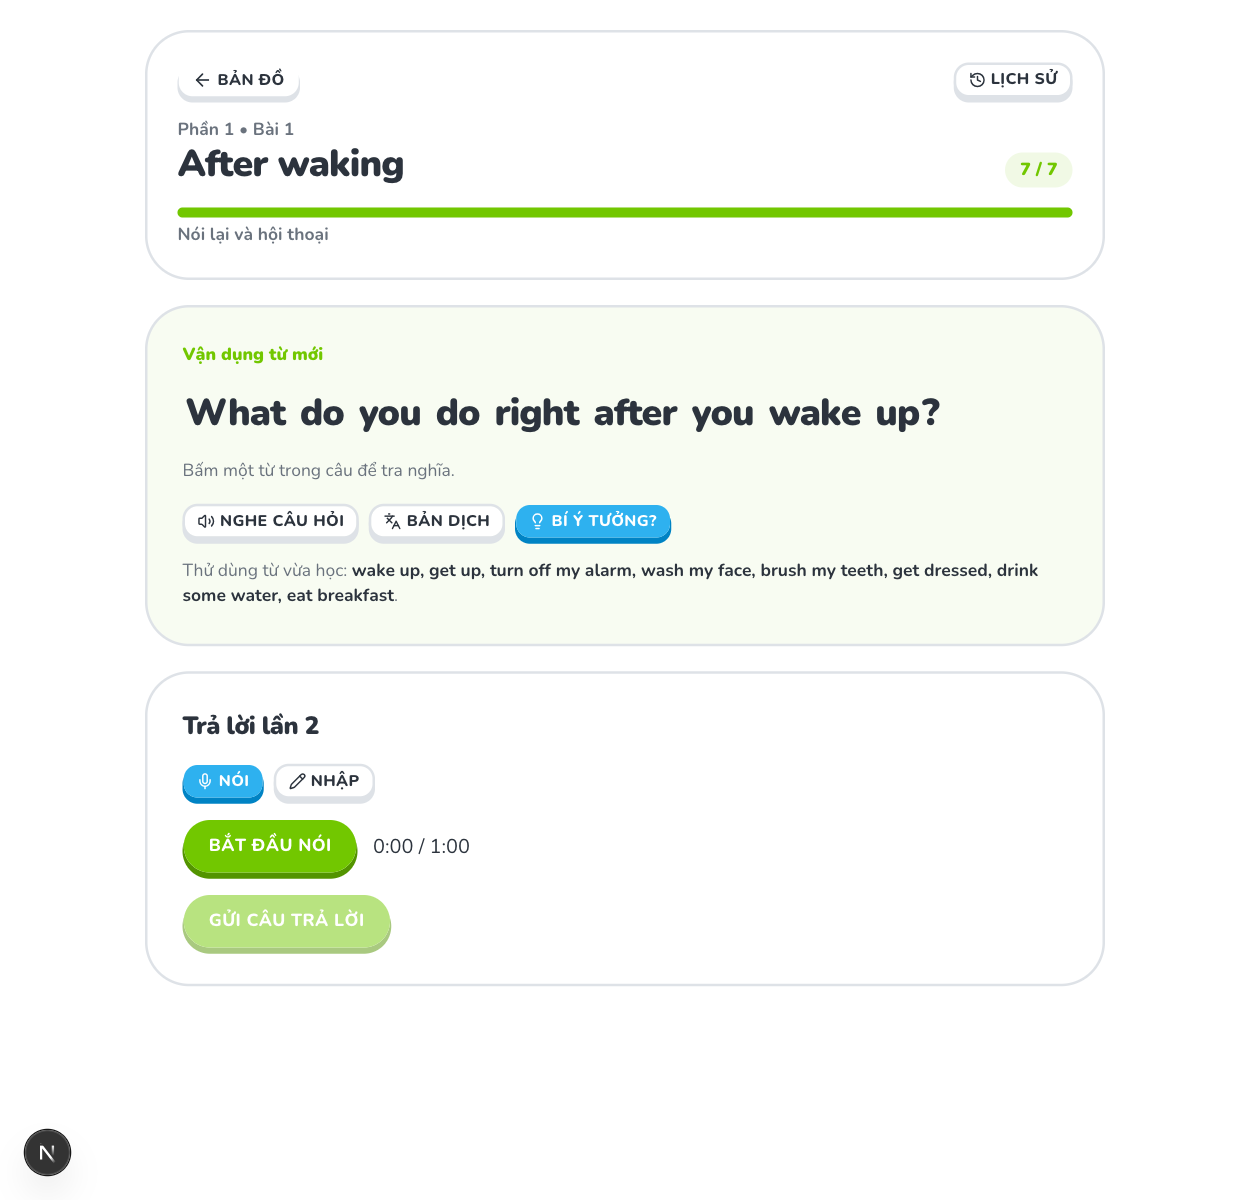 BẢN ĐỒ
LỊCH SỬ
Phần 1 • Bài 1
After waking
7 / 7
Nói lại và hội thoại
Vận dụng từ mới
What do you do right after you wake up?
Bấm một từ trong câu để tra nghĩa.
NGHE CÂU HỎI
BẢN DỊCH
BÍ Ý TƯỞNG?
Thử dùng từ vừa học: wake up, get up, turn off my alarm, wash my face, brush my teeth, get dressed, drink
some water, eat breakfast.
Trả lời lần 2
NÓI
NHẬP
BẮT ĐẦU NÓI
0:00 / 1:00
GỬI CÂU TRẢ LỜI
N